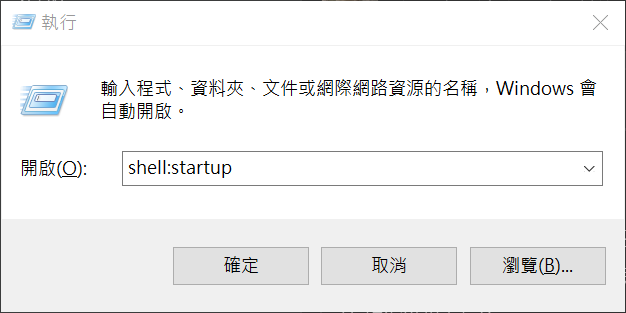 執行
輸入程式、資料夾、文件或網際網路資源的名稱，Windows 會
自動開啟。
開啟(O): shell:startup
確定 取消 瀏覽(B)...